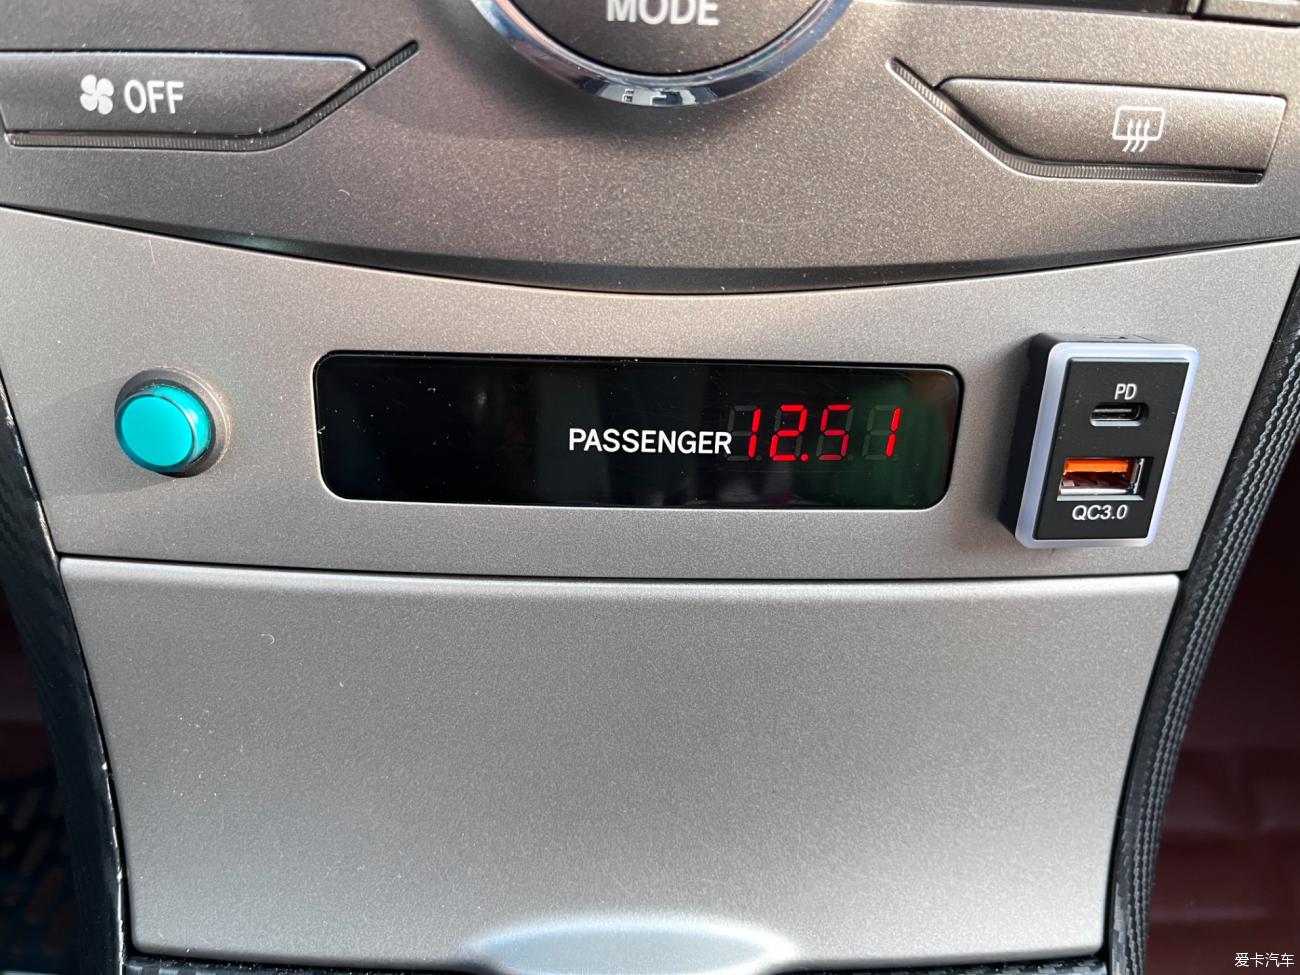 MODE
OFF
PASSENGER 12.51
PD
QC3.0
爱卡汽车